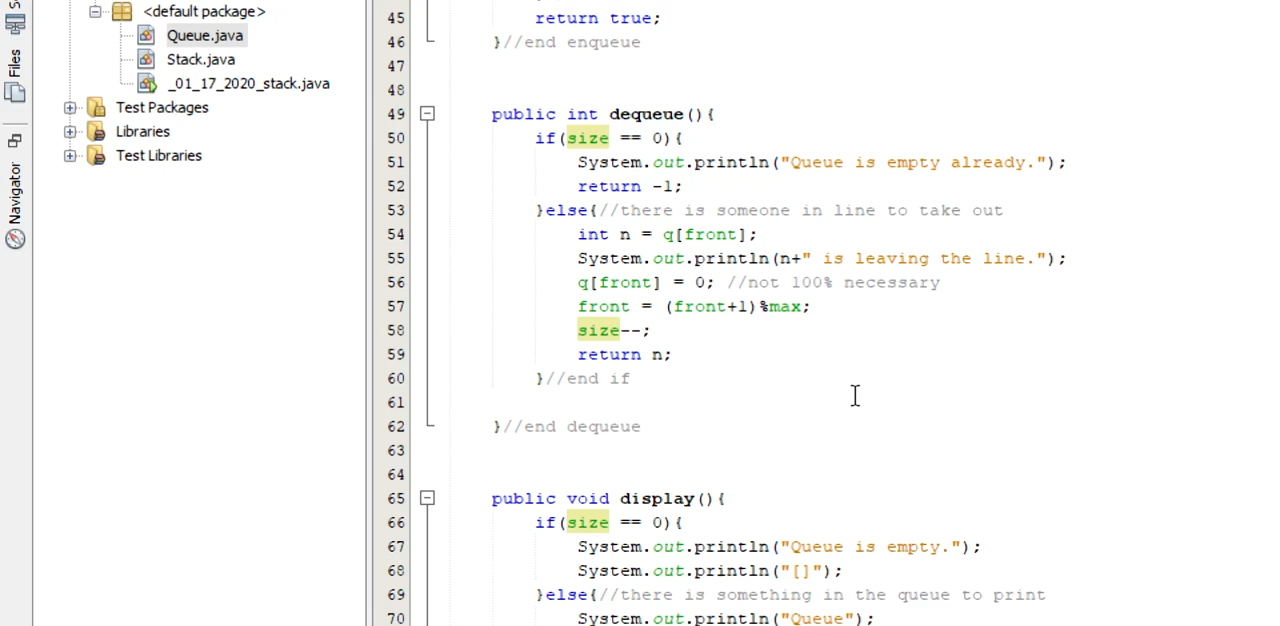 Files
Navigator
<default package>
Queue.java
Stack.java
_01_17_2020_stack.java
Test Packages
Libraries
Test Libraries
45 return true;
46 }//end enqueue
47
48
49 public int dequeue(){
50 if(size == 0){
51 System.out.println("Queue is empty already.");
52 return -1;
53 }else{//there is someone in line to take out
54 int n = q[front];
55 System.out.println(n+" is leaving the line.");
56 q[front] = 0; //not 100% necessary
57 front = (front+1)%max;
58 size--;
59 return n;
60 }//end if
61
62 }//end dequeue
63
64
65 public void display(){
66 if(size == 0){
67 System.out.println("Queue is empty.");
68 System.out.println("[]");
69 }else{//there is something in the queue to print
70 System.out.println("Queue");